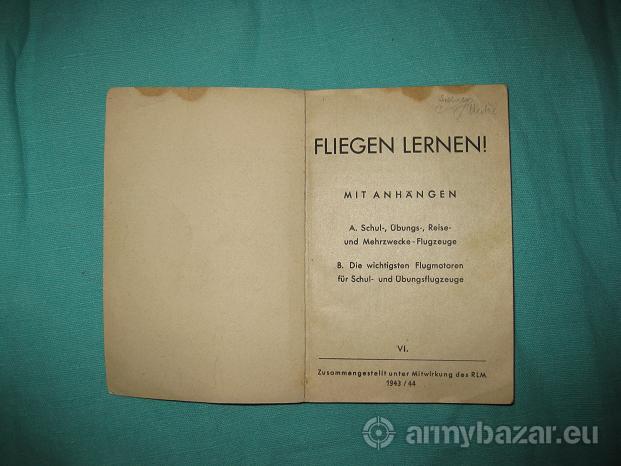 FLIEGEN LERNEN!
MIT ANHÄNGEN
A. Schul-, Übungs-, Reise-
und Mehrzwecke-Flugzeuge
B. Die wichtigsten Flugmotoren
für Schul- und Übungsflugzeuge
VI.
Zusammengestellt unter Mitwirkung des RLM
1943/44
armybazar.eu